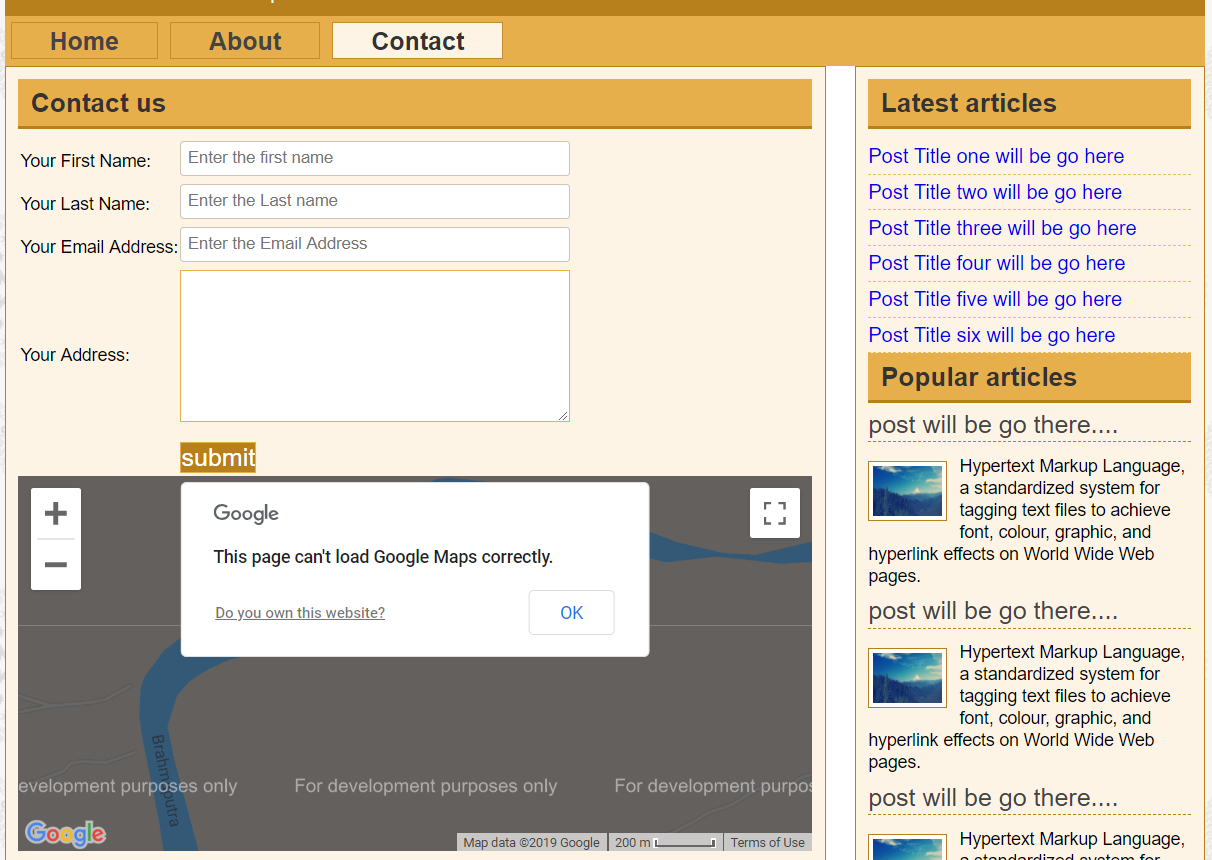 Home About Contact
Contact us
Your First Name: Enter the first name
Your Last Name: Enter the Last name
Your Email Address: Enter the Email Address
Your Address:
submit
Google
This page can't load Google Maps correctly.
Do you own this website? OK
Brahmaputra
evelopment purposes only For development purposes only For development purpos
Google
Map data ©2019 Google 200 m Terms of Use
Latest articles
Post Title one will be go here
Post Title two will be go here
Post Title three will be go here
Post Title four will be go here
Post Title five will be go here
Post Title six will be go here
Popular articles
post will be go there....
Hypertext Markup Language,
a standardized system for
tagging text files to achieve
font, colour, graphic, and
hyperlink effects on World Wide Web
pages.
post will be go there....
Hypertext Markup Language,
a standardized system for
tagging text files to achieve
font, colour, graphic, and
hyperlink effects on World Wide Web
pages.
post will be go there....
Hypertext Markup Language,
a standardized system for